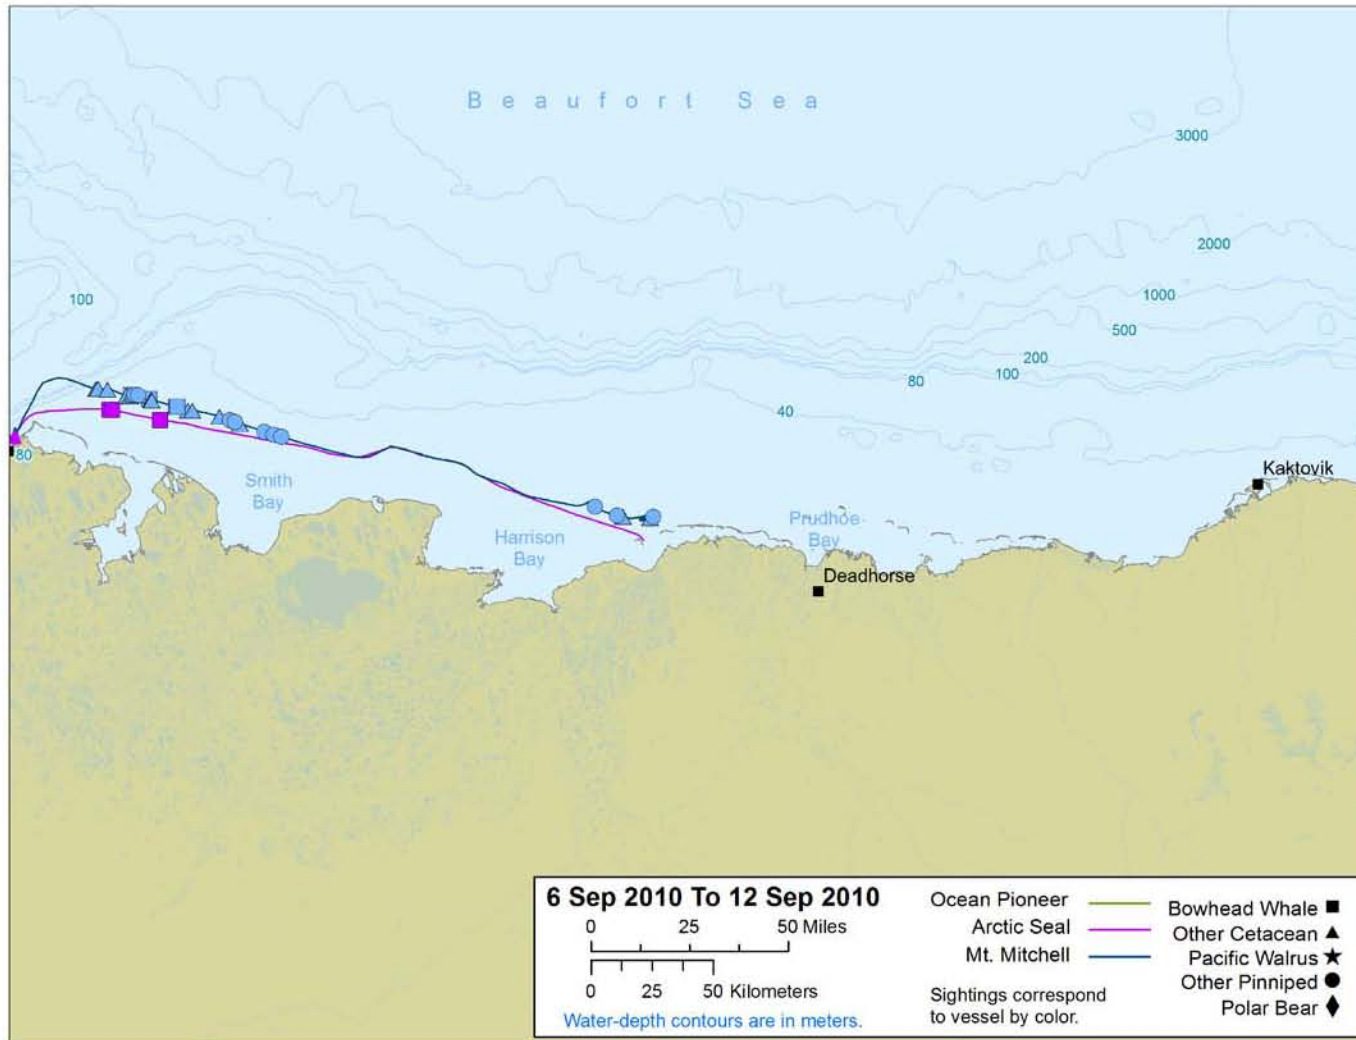 Beaufort Sea
3000
2000
100
1000
500
200
80
100
40
80
Kaktovik
Smith
Bay
Harrison
Bay
Prudhoe
Bay
Deadhorse
6 Sep 2010 To 12 Sep 2010
0 25 50 Miles
0 25 50 Kilometers
Water-depth contours are in meters.
Ocean Pioneer
Arctic Seal
Mt. Mitchell
Sightings correspond
to vessel by color.
Bowhead Whale
Other Cetacean
Pacific Walrus
Other Pinniped
Polar Bear